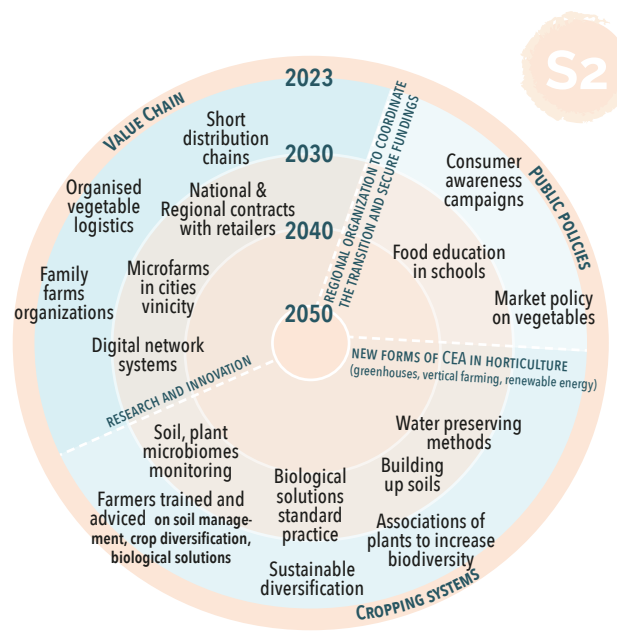 S2
2023
2030
2040
2050
VALUE CHAIN
Short
distribution
chains
Organised
vegetable
logistics
National &
Regional contracts
with retailers
Family
farms
organizations
Microfarms
in cities
vinicity
Digital network
systems
REGIONAL ORGANIZATION TO COORDINATE
THE TRANSITION AND SECURE FUNDINGS
PUBLIC POLICIES
Consumer
awareness
campaigns
Food education
in schools
Market policy
on vegetables
NEW FORMS OF CEA IN HORTICULTURE
(greenhouses, vertical farming, renewable energy)
RESEARCH AND INNOVATION
Soil, plant
microbiomes
monitoring
Farmers trained and
adviced on soil manage-
ment, crop diversification,
biological solutions
Biological
solutions
standard
practice
Sustainable
diversification
Water preserving
methods
Building
up soils
Associations of
plants to increase
biodiversity
CROPPING SYSTEMS